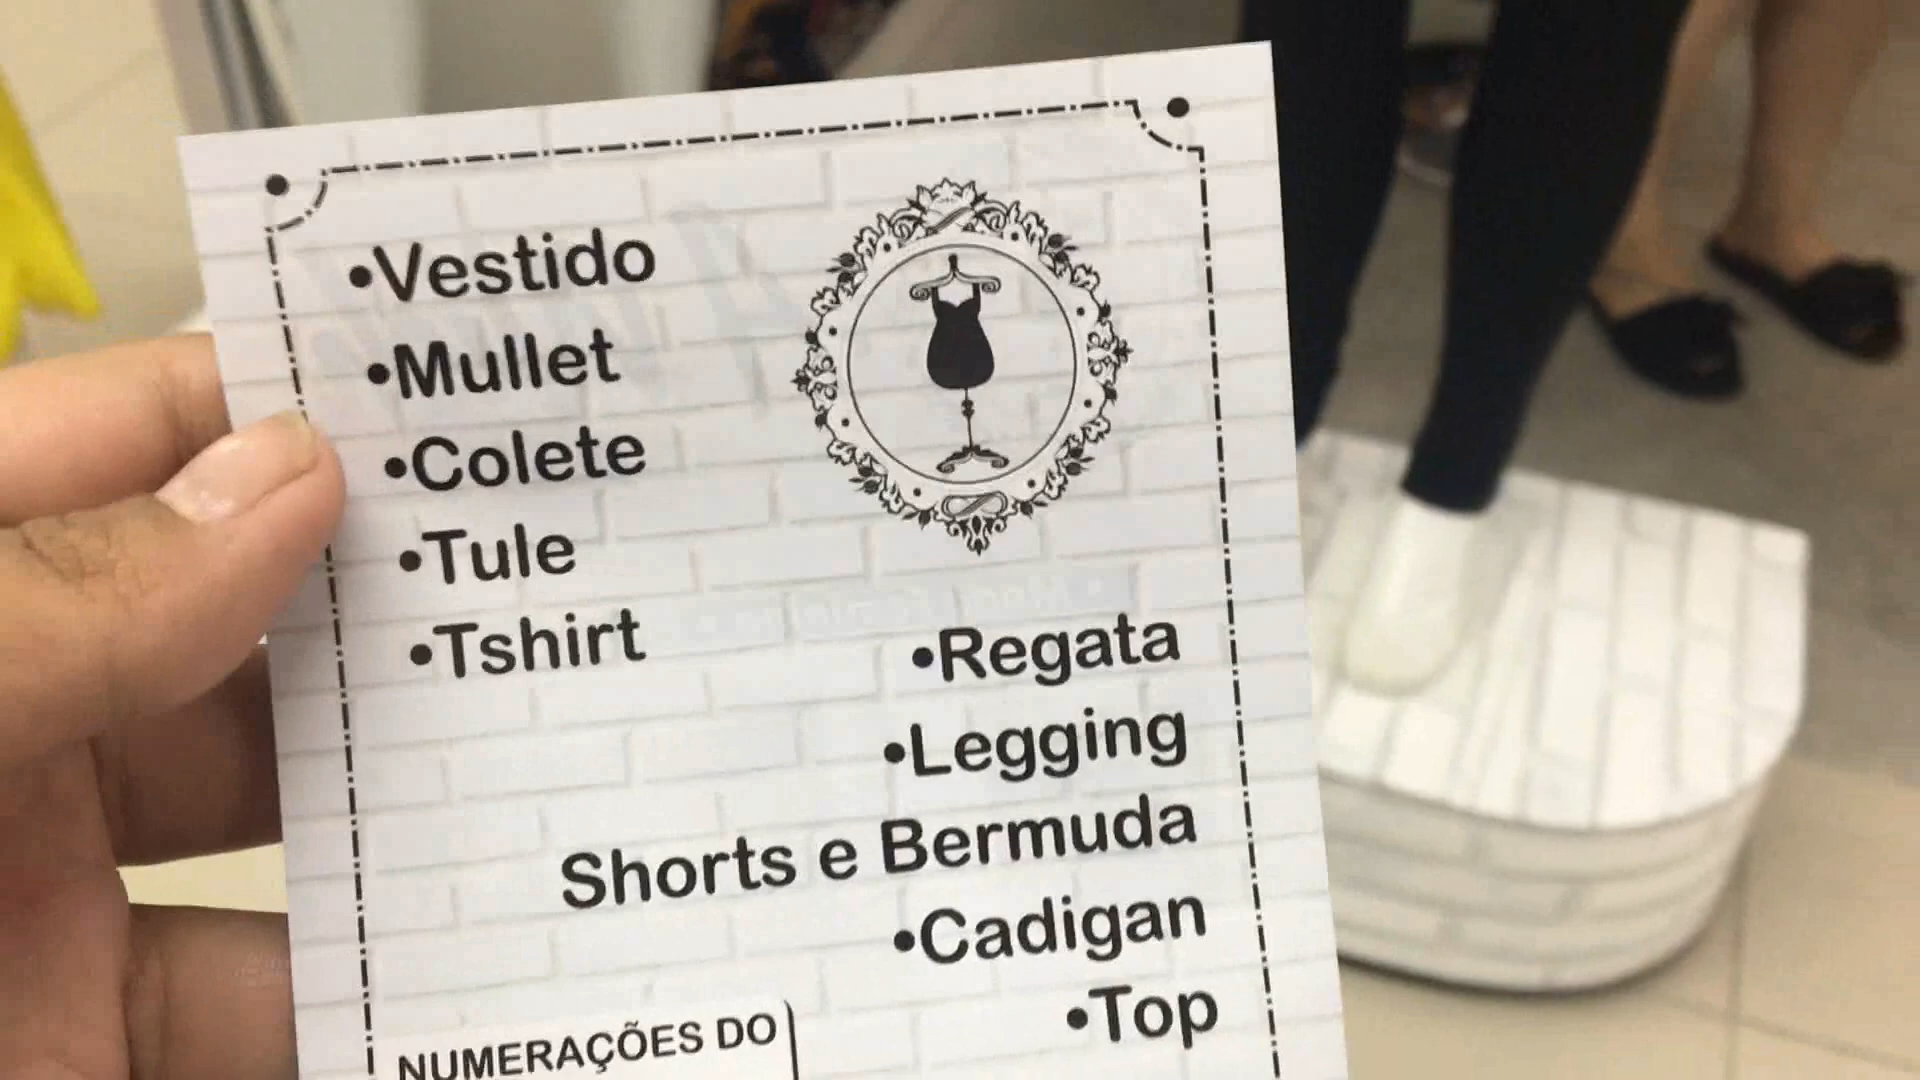 •Vestido
•Mullet
•Colete
•Tule
•Tshirt
•Regata
•Legging
Shorts e Bermuda
•Cadigan
•Top
NUMERAÇÕES DO